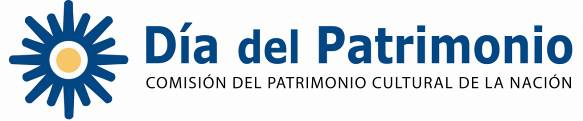 Día del Patrimonio
COMISIÓN DEL PATRIMONIO CULTURAL DE LA NACIÓN